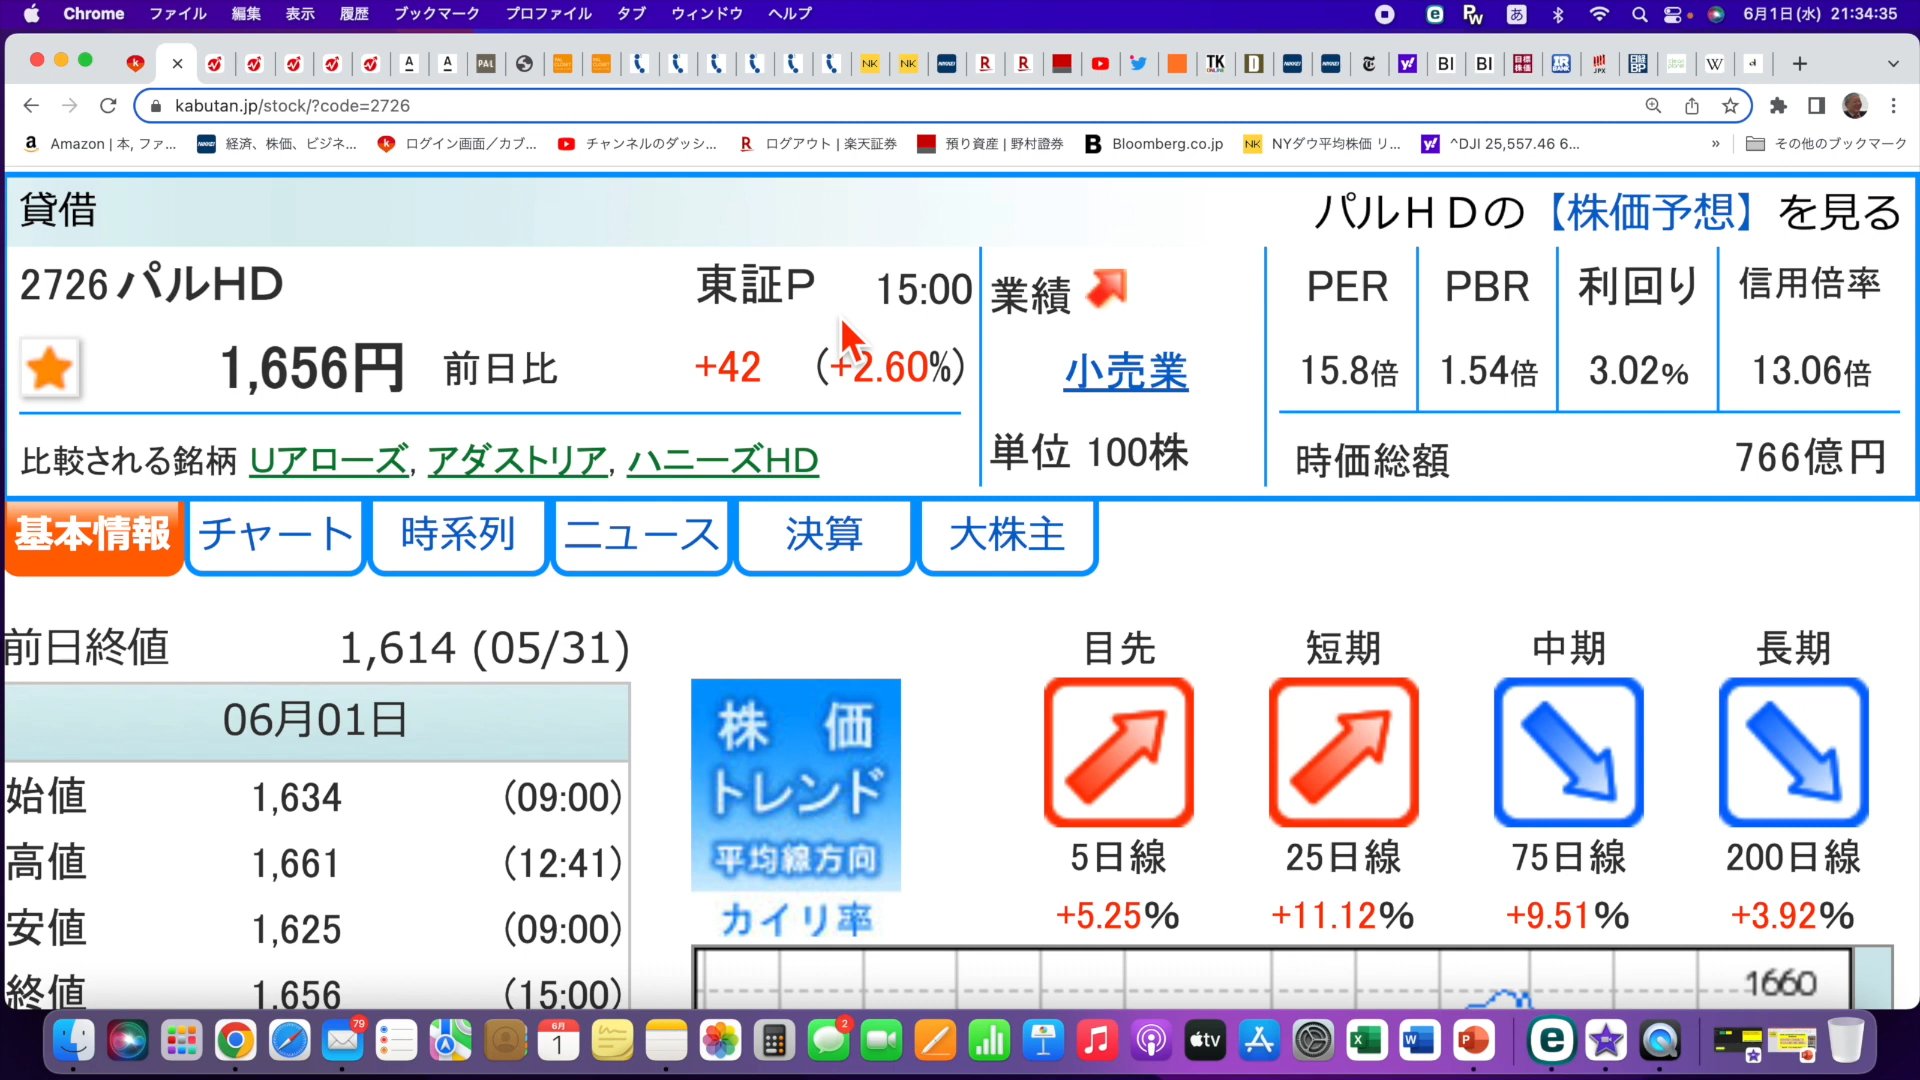 Chrome ファイル 編集 表示 履歴 ブックマーク プロファイル タブ ウィンドウ ヘルプ あ 6月1日(水) 21:34:35
kabutan.jp/stock/?code=2726
Amazon | 本, ファ... 経済、株価、ビジネ... ログイン画面／カブ... チャンネルのダッシ... ログアウト | 楽天証券 預り資産 | 野村證券 Bloomberg.co.jp NYダウ平均株価 リ... ^DJI 25,557.46 6... » その他のブックマーク
貸借 パルＨＤの【株価予想】を見る
2726 パルHD 東証P 15:00 業績 PER PBR 利回り 信用倍率
1,656円 前日比 +42 (+2.60%) 小売業 15.8倍 1.54倍 3.02% 13.06倍
比較される銘柄 Uアローズ, アダストリア, ハニーズHD 単位 100株 時価総額 766億円
基本情報 チャート 時系列 ニュース 決算 大株主
前日終値 1,614 (05/31) 目先 短期 中期 長期
06月01日
始値 1,634 (09:00)
高値 1,661 (12:41)
安値 1,625 (09:00)
終値 1,656 (15:00)
株価
トレンド
平均線方向
カイリ率
5日線 25日線 75日線 200日線
+5.25% +11.12% +9.51% +3.92%
1660
79 6月 1 2 tv